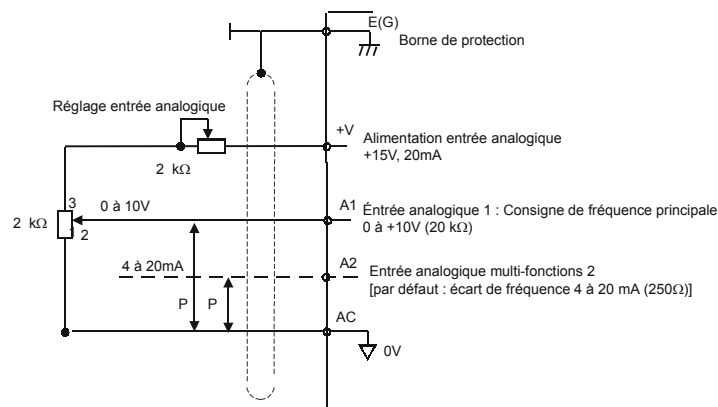 E(G)
Borne de protection
Réglage entrée analogique
+V
Alimentation entrée analogique
+15V, 20mA
2 kΩ
3
0 à 10V
A1
Éntrée analogique 1 : Consigne de fréquence principale
0 à +10V (20 kΩ)
2 kΩ
1
2
4 à 20mA
A2
Entrée analogique multi-fonctions 2
[par défaut : écart de fréquence 4 à 20 mA (250Ω)]
P
P
AC
0V